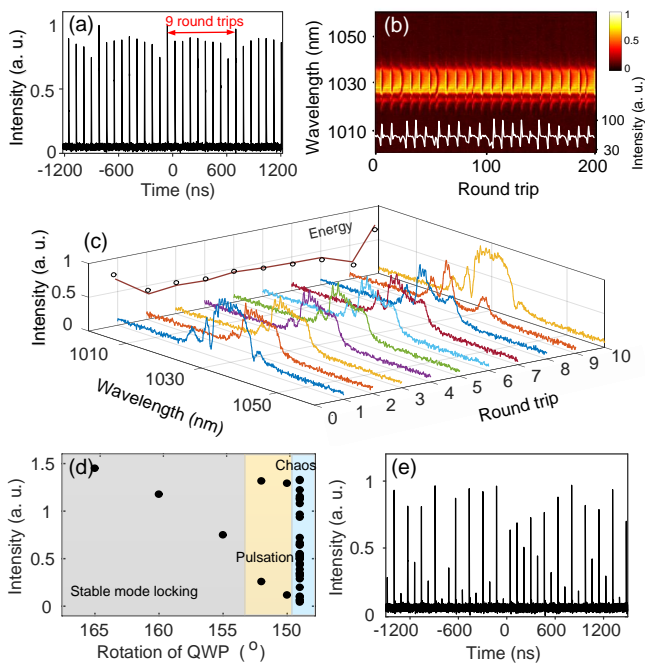 (a)
9 round trips
Intensity (a. u.)
1
0.5
0
-1200 -600 0 600 1200
Time (ns)
(b)
Wavelength (nm)
1050
1030
1010
1
0.5
0
Intensity (a. u.)
100
30
0 100 200
Round trip
(c)
Energy
Intensity (a. u.)
1
0.5
0
1010
1030
1050
Wavelength (nm)
0 1 2 3 4 5 6 7 8 9 10
Round trip
(d)
Chaos
Pulsation
Stable mode locking
Intensity (a. u.)
1.5
1.0
0.5
0
165 160 155 150
Rotation of QWP (o)
(e)
Intensity (a. u.)
1
0.5
0
-1200 -600 0 600 1200
Time (ns)